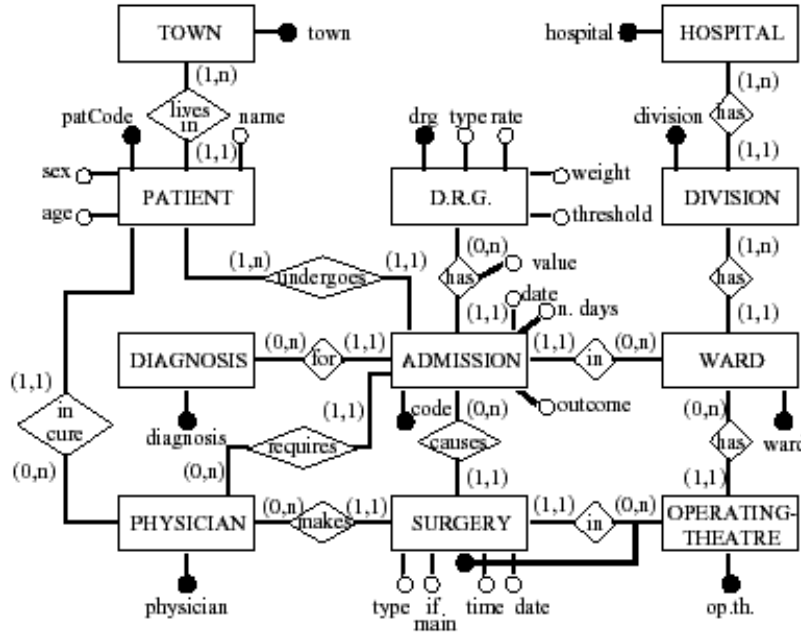 TOWN town hospital HOSPITAL
(1,n) (1,n)
lives in has
patCode name drg type rate division
(1,1) (1,1)
sex weight
PATIENT D.R.G. DIVISION
age threshold
(1,n) (1,1) (0,n) value (1,n)
undergoes has has
date
(1,1) n. days (1,1)
(0,n) (1,1) (1,1) (0,n)
DIAGNOSIS for ADMISSION in WARD
(1,1) (1,1) code (0,n) outcome (0,n)
in cure diagnosis requires causes has ward
(0,n) (0,n) (1,1) (1,1)
(0,n) (1,1) (1,1) (0,n)
PHYSICIAN makes SURGERY in OPERATING-
THEATRE
physician type if time date op.th.
main